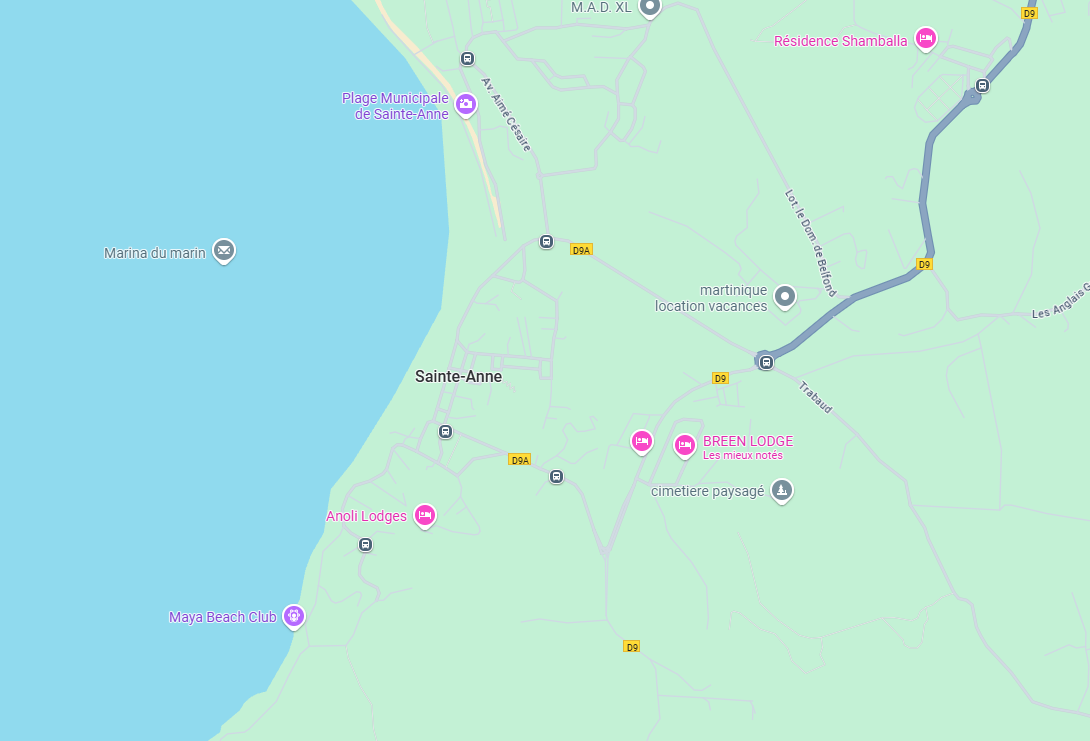 M.A.D. XL
D9
Résidence Shamballa
Plage Municipale
de Sainte-Anne
Av. Aimé Césaire
Lot. le Dom. de Belfond
Marina du marin
D9A
D9
martinique
location vacances
Les Anglais G
Sainte-Anne
D9
Trabaud
BREEN LODGE
Les mieux notés
D9A
cimetiere paysagé
Anoli Lodges
Maya Beach Club
D9